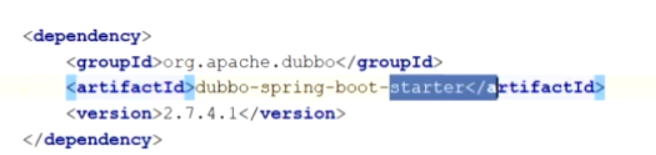 <dependency>
<groupId>org.apache.dubbo</groupId>
<artifactId>dubbo-spring-boot-starter</artifactId>
<version>2.7.4.1</version>
</dependency>